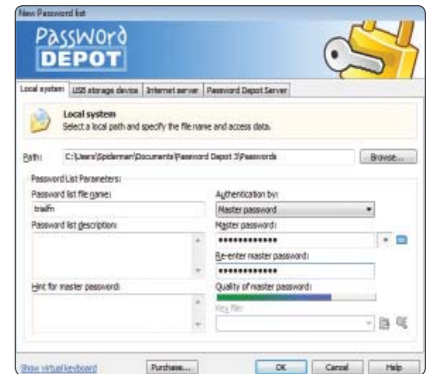 New Password list
Password
DEPOT
Local system USB storage device Internet server Password Depot Server
Local system
Select a local path and specify the file name and access data.
Path: C:\Users\Spiderman\Documents\Password Depot 3\Passwords Browse...
Password List Parameters:
Password list file name: Authentication by:
trialfn Master password
Password list description: Master password:
Re-enter master password:
Hint for master password: Quality of master password:
Key file:
Show virtual keyboard Purchase... OK Cancel Help